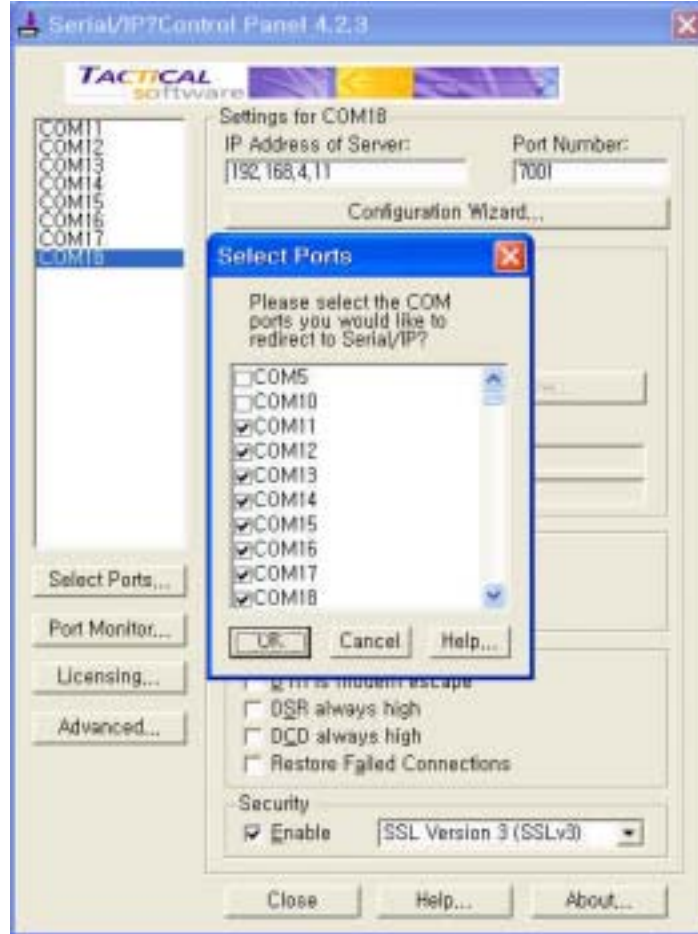 Serial/IP?Control Panel 4.2.3
TACTICAL
software
COM11
COM12
COM13
COM14
COM15
COM16
COM17
COM18
Select Ports...
Port Monitor...
Licensing...
Advanced...
Settings for COM18
IP Address of Server:
Port Number:
192,168,4,11
7001
Configuration Wizard...
Select Ports
Please select the COM
ports you would like to
redirect to Serial/IP?
COM5
COM10
COM11
COM12
COM13
COM14
COM15
COM16
COM17
COM18
OK
Cancel
Help...
DTR is modem escape
DSR always high
DCD always high
Restore Failed Connections
Security
Enable
SSL Version 3 (SSLv3)
Close
Help...
About...